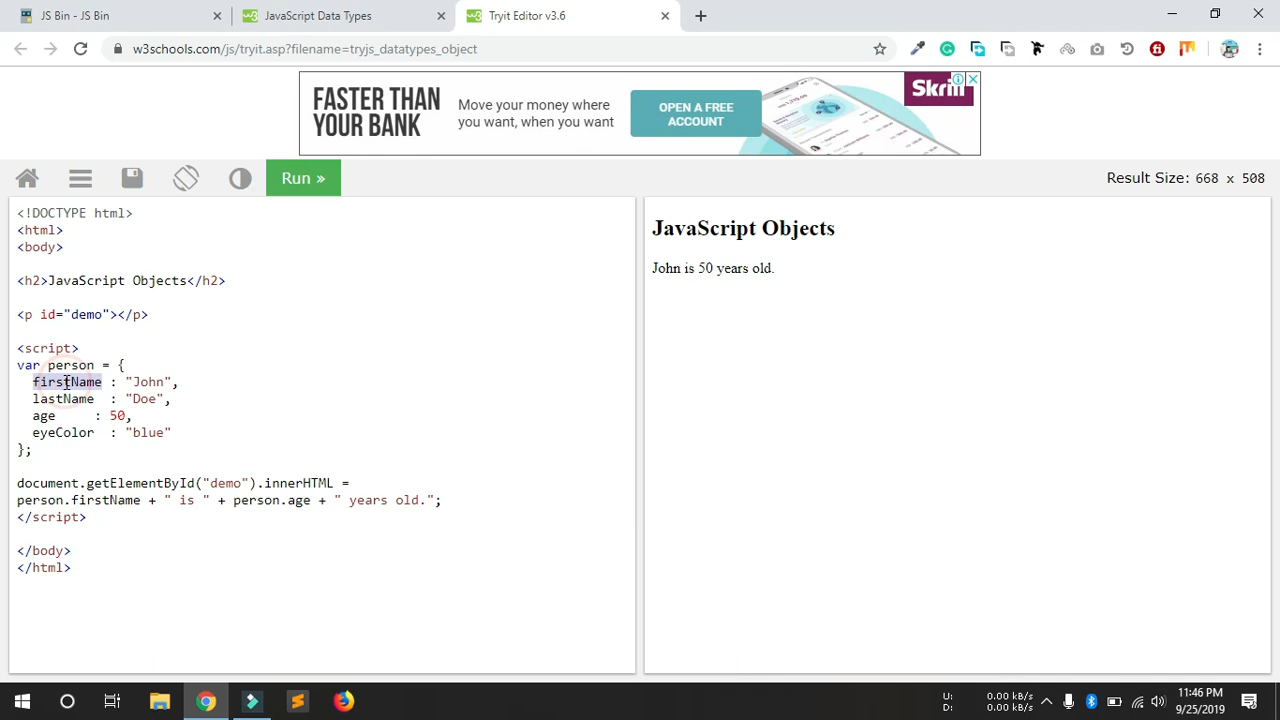 JS Bin - JS Bin
JavaScript Data Types
Tryit Editor v3.6
w3schools.com/js/tryit.asp?filename=tryjs_datatypes_object
FASTER THAN
YOUR BANK
Move your money where
you want, when you want
OPEN A FREE
ACCOUNT
Skrill
Run »
Result Size: 668 x 508
<!DOCTYPE html>
<html>
<body>
<h2>JavaScript Objects</h2>
<p id="demo"></p>
<script>
var person = {
firstName : "John",
lastName : "Doe",
age : 50,
eyeColor : "blue"
};
document.getElementById("demo").innerHTML =
person.firstName + " is " + person.age + " years old.";
</script>
</body>
</html>
JavaScript Objects
John is 50 years old.
U: 0.00 kB/s
D: 0.00 kB/s
11:46 PM
9/25/2019